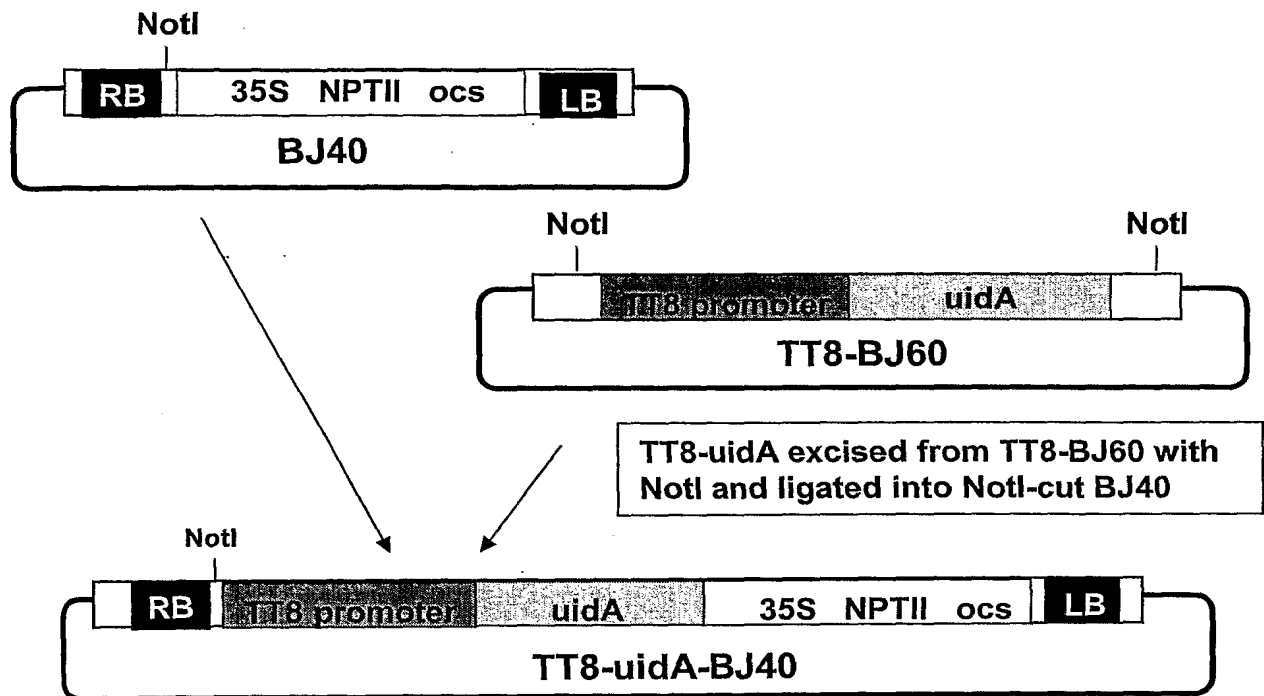 NotI
RB 35S NPTII ocs LB
BJ40
NotI NotI
TT8 promoter uidA
TT8-BJ60
TT8-uidA excised from TT8-BJ60 with
NotI and ligated into NotI-cut BJ40
NotI
RB TT8 promoter uidA 35S NPTII ocs LB
TT8-uidA-BJ40